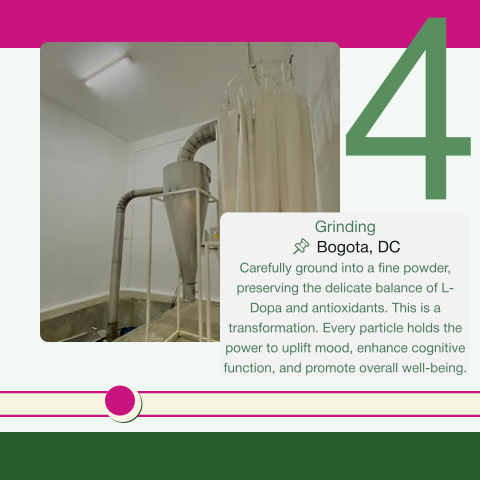 4
Grinding
Bogota, DC
Carefully ground into a fine powder,
preserving the delicate balance of L-
Dopa and antioxidants. This is a
transformation. Every particle holds the
power to uplift mood, enhance cognitive
function, and promote overall well-being.